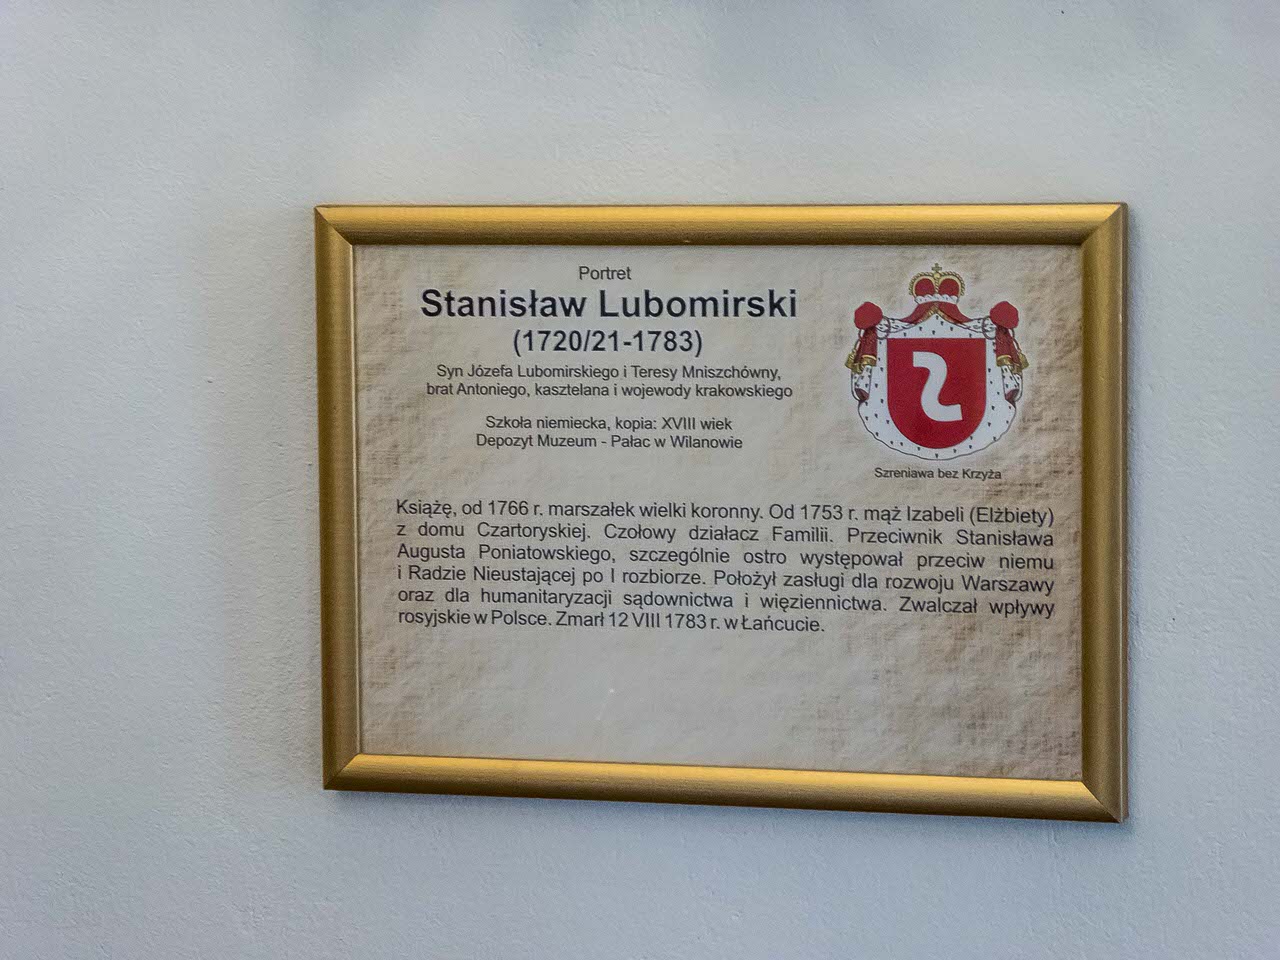 Portret
Stanisław Lubomirski
(1720/21-1783)
Syn Józefa Lubomirskiego i Teresy Mniszchówny,
brat Antoniego, kasztelana i wojewody krakowskiego
Szkoła niemiecka, kopia: XVIII wiek
Depozyt Muzeum - Pałac w Wilanowie
Szreniawa bez Krzyża
Książę, od 1766 r. marszałek wielki koronny. Od 1753 r. mąż Izabeli (Elżbiety)
z domu Czartoryskiej. Czołowy działacz Familii. Przeciwnik Stanisława
Augusta Poniatowskiego, szczególnie ostro występował przeciw niemu
i Radzie Nieustającej po I rozbiorze. Położył zasługi dla rozwoju Warszawy
oraz dla humanitaryzacji sądownictwa i więziennictwa. Zwalczał wpływy
rosyjskie w Polsce. Zmarł 12 VIII 1783 r. w Łańcucie.